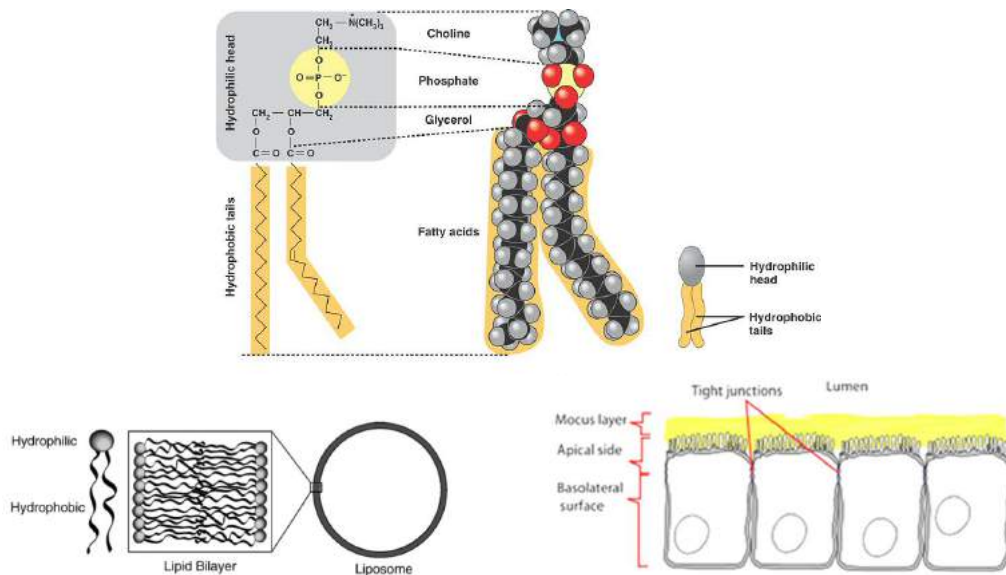 CH₂ — N⁺(CH₃)₃
CH₂
O
O = P — O⁻
O
CH₂ — CH — CH₂
O O
C = O C = O
Hydrophilic head
Hydrophobic tails
Choline
Phosphate
Glycerol
Fatty acids
Hydrophilic
head
Hydrophobic
tails
Hydrophilic
Hydrophobic
Lipid Bilayer
Liposome
Tight junctions
Lumen
Mocus layer
Apical side
Basolateral
surface